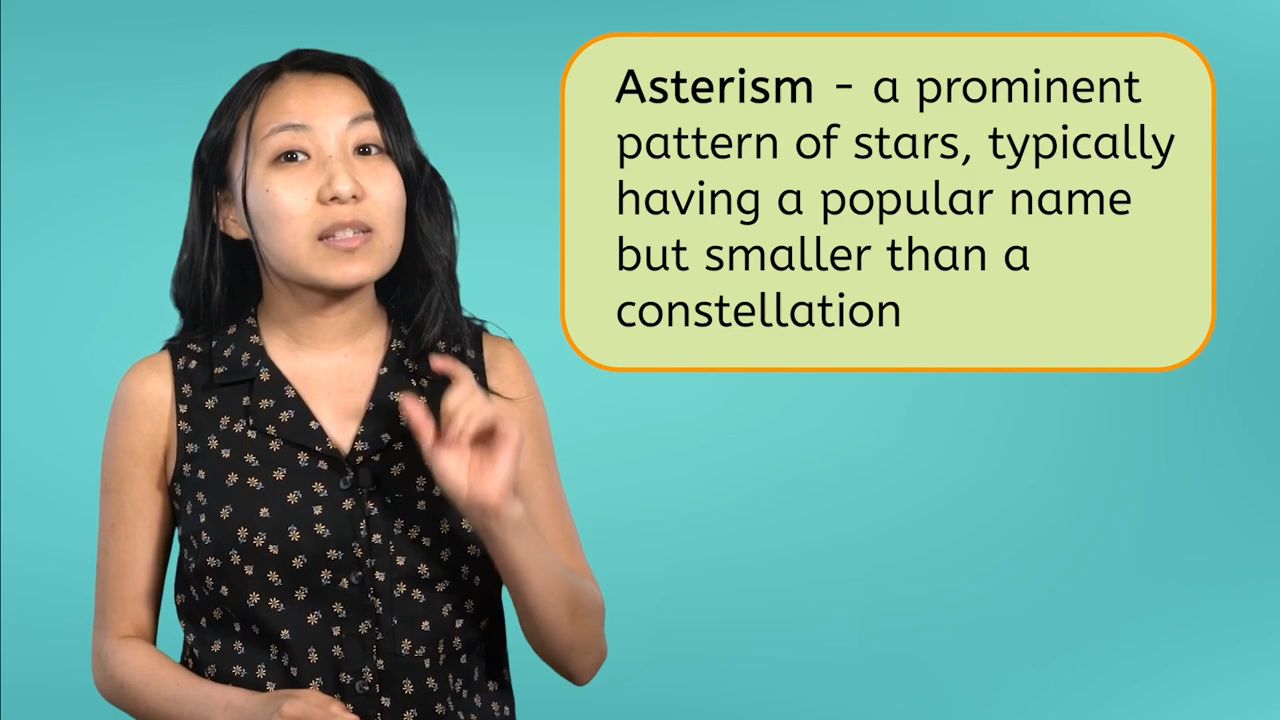 Asterism - a prominent
pattern of stars, typically
having a popular name
but smaller than a
constellation